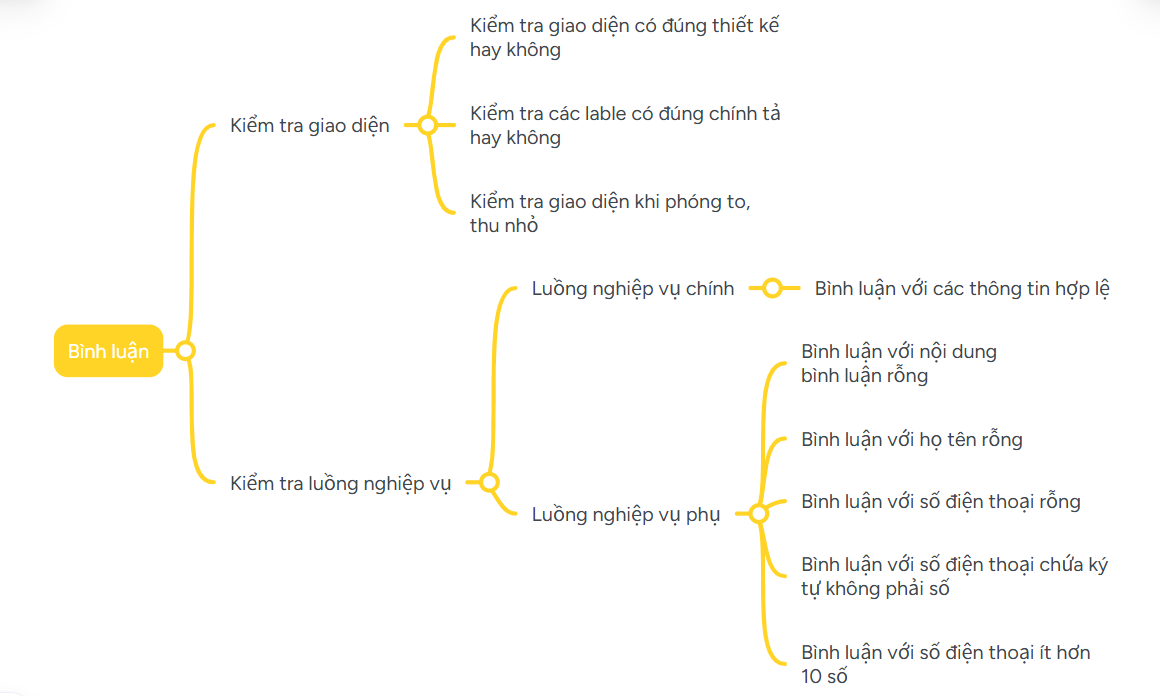 Kiểm tra giao diện có đúng thiết kế
hay không
Kiểm tra giao diện
Kiểm tra các lable có đúng chính tả
hay không
Kiểm tra giao diện khi phóng to,
thu nhỏ
Luồng nghiệp vụ chính
Bình luận với các thông tin hợp lệ
Bình luận
Bình luận với nội dung
bình luận rỗng
Bình luận với họ tên rỗng
Kiểm tra luồng nghiệp vụ
Bình luận với số điện thoại rỗng
Luồng nghiệp vụ phụ
Bình luận với số điện thoại chứa ký
tự không phải số
Bình luận với số điện thoại ít hơn
10 số